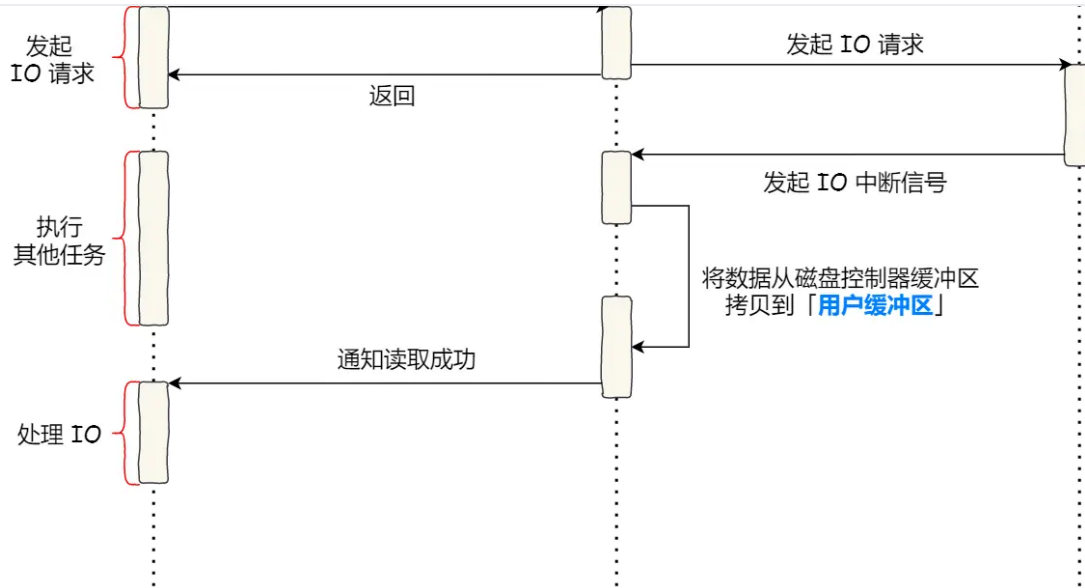 发起
IO 请求
发起 IO 请求
返回
发起 IO 中断信号
执行
其他任务
将数据从磁盘控制器缓冲区
拷贝到「用户缓冲区」
通知读取成功
处理 IO